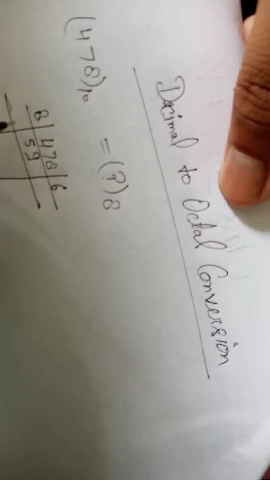 Decimal to Octal Conversion
(478)₁₀ = (?)8
8 | 478 | 6
59